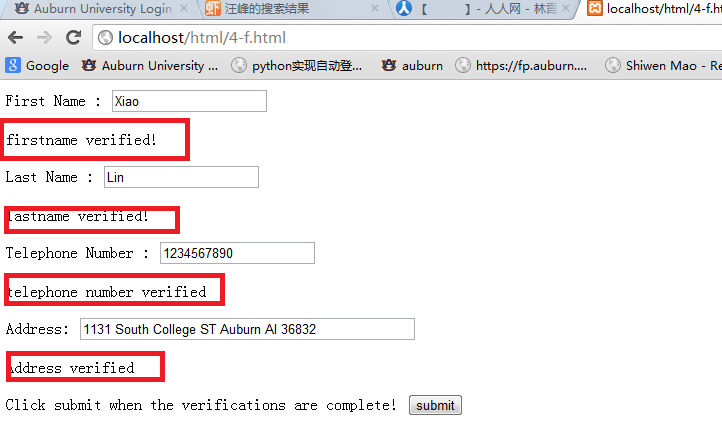 Auburn University Login
汪峰的搜索结果
【 】- 人人网 - 林
localhost/html/4-f.ht
localhost/html/4-f.html
Google Auburn University ... python实现自动登... auburn https://fp.auburn.... Shiwen Mao - Re
First Name : Xiao
firstname verified!
Last Name : Lin
lastname verified!
Telephone Number : 1234567890
telephone number verified
Address: 1131 South College ST Auburn Al 36832
Address verified
Click submit when the verifications are complete! submit